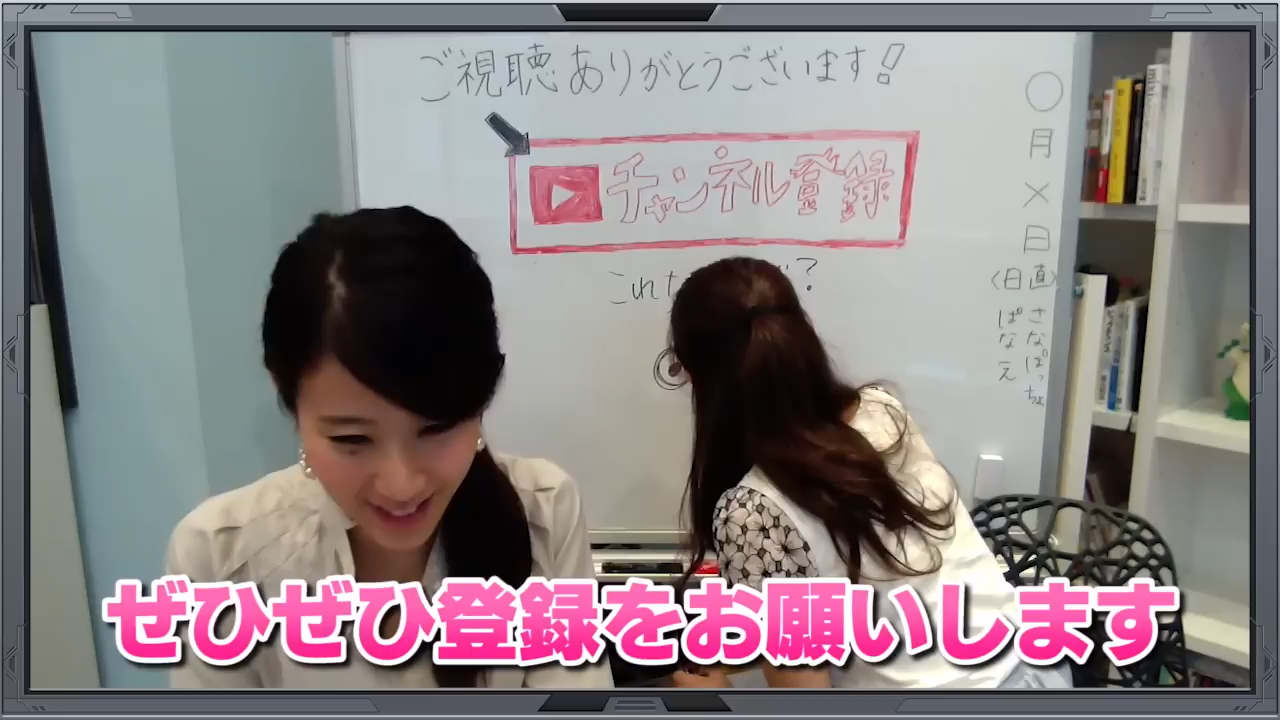 ご視聴ありがとうございます!
チャンネル登録
これ
?
○月×日
〈日直〉
さなぱっちょ
ぱなえ
ぜひぜひ登録をお願いします